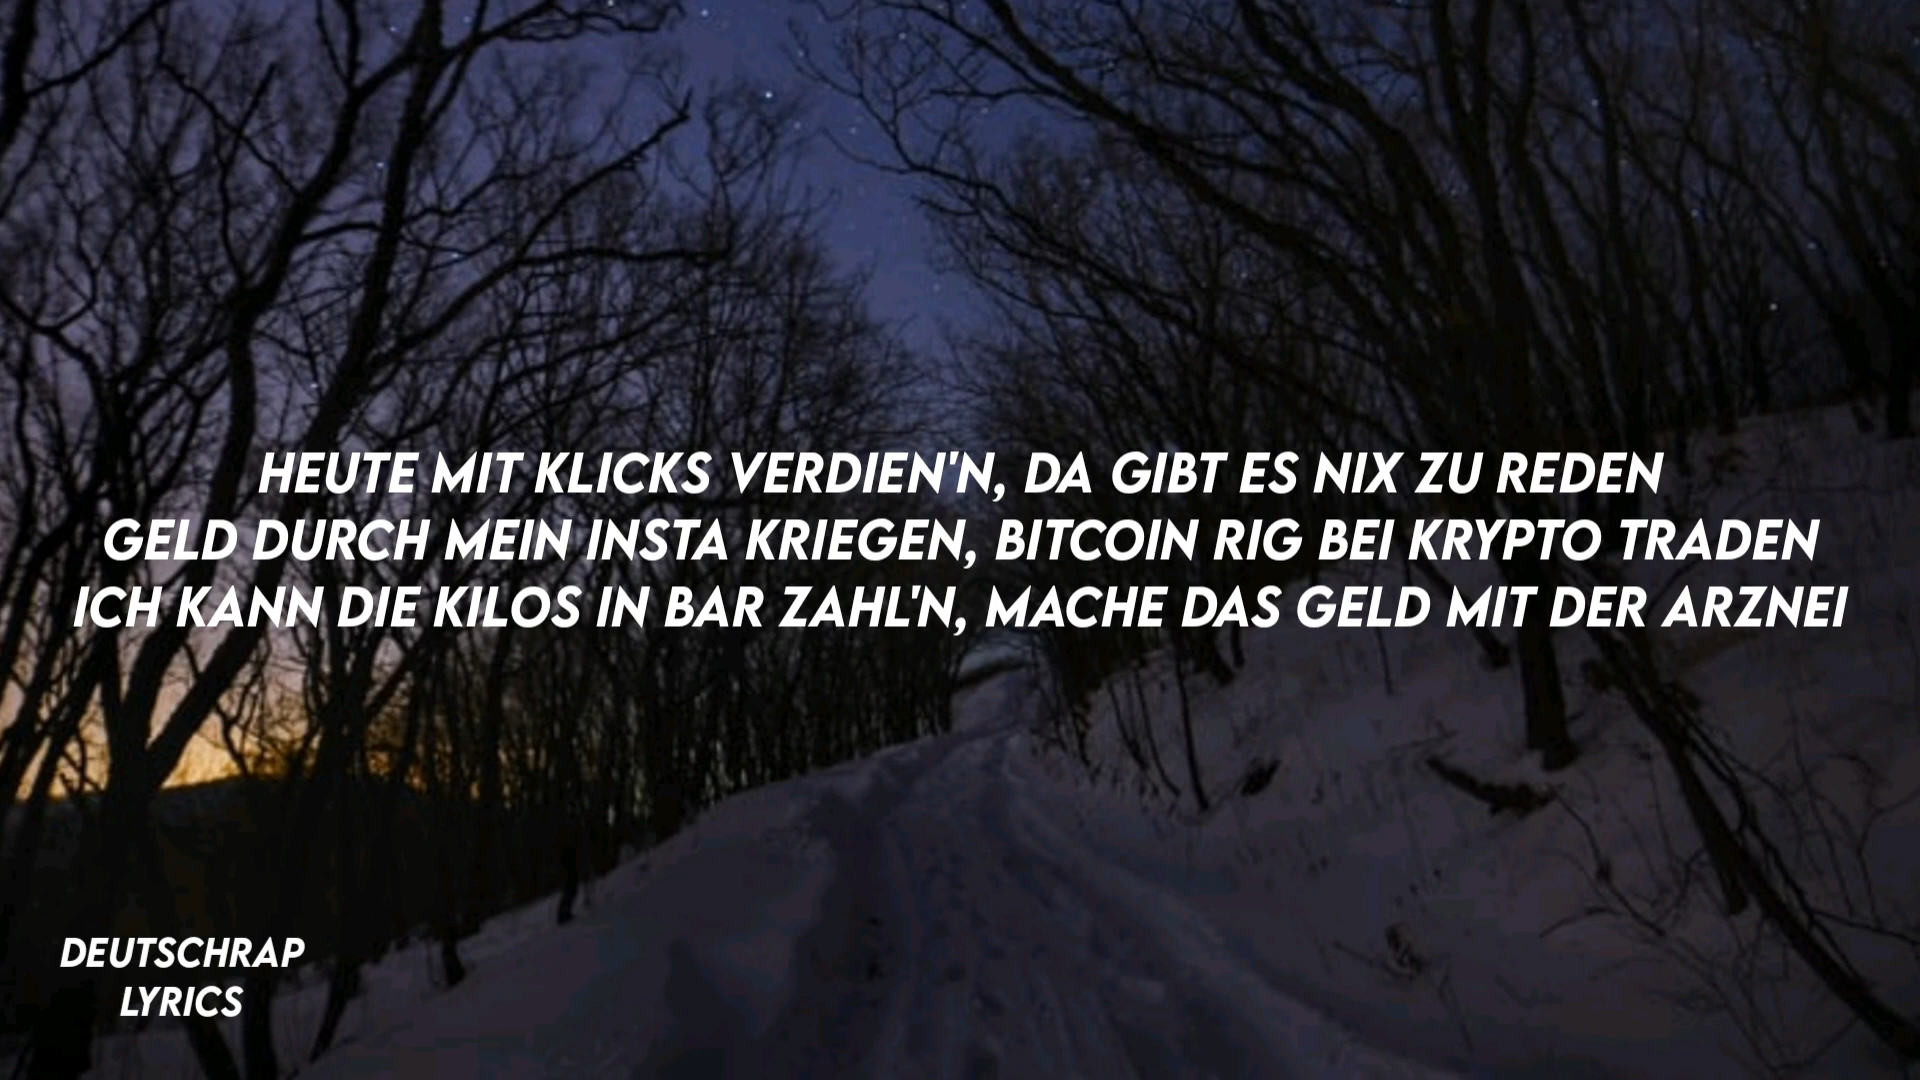 HEUTE MIT KLICKS VERDIEN'N, DA GIBT ES NIX ZU REDEN
GELD DURCH MEIN INSTA KRIEGEN, BITCOIN RIG BEI KRYPTO TRADEN
ICH KANN DIE KILOS IN BAR ZAHL'N, MACHE DAS GELD MIT DER ARZNEI
DEUTSCHRAP
LYRICS